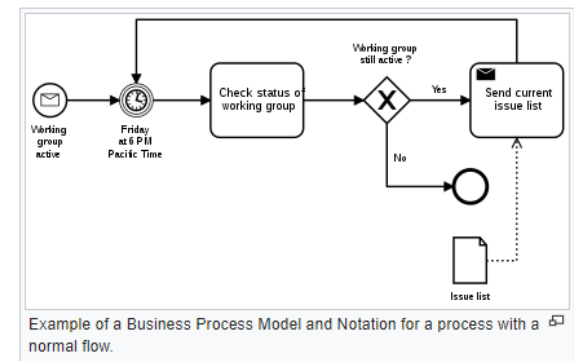 Working group
still active ?
Check status of
working group
Yes
Send current
issue list
Working
group
active
Friday
at 6 PM
Pacific Time
No
Issue list
Example of a Business Process Model and Notation for a process with a
normal flow.